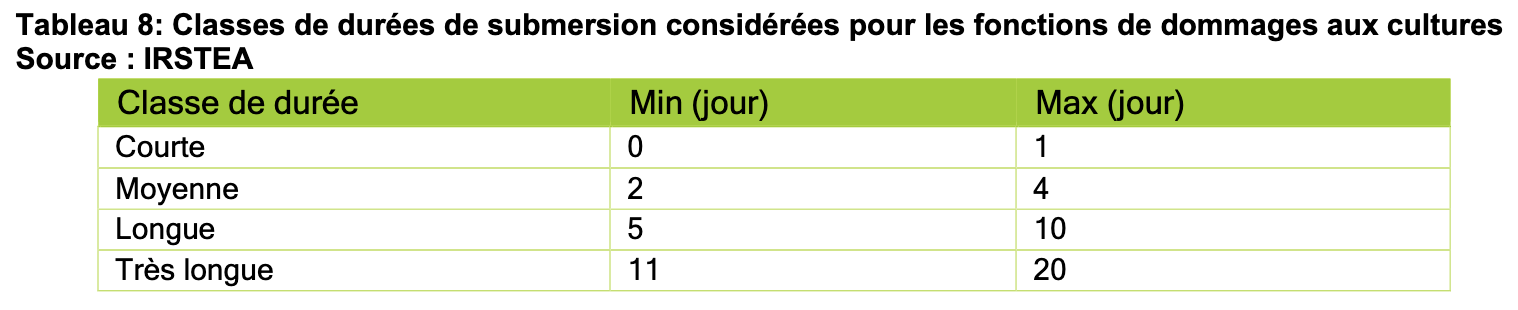 Tableau 8: Classes de durées de submersion considérées pour les fonctions de dommages aux cultures
Source : IRSTEA
Classe de durée Min (jour) Max (jour)
Courte 0 1
Moyenne 2 4
Longue 5 10
Très longue 11 20